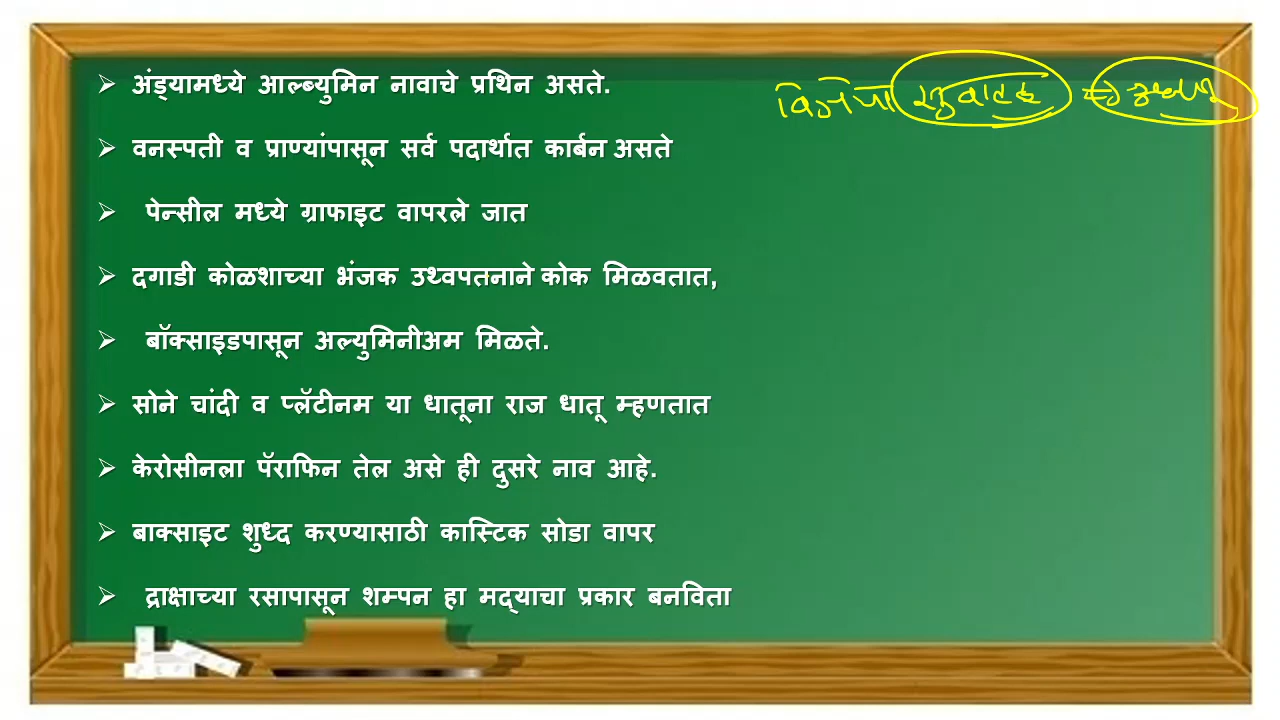 ➢ अंड्यामध्ये आल्ब्युमिन नावाचे प्रथिन असते.
➢ वनस्पती व प्राण्यांपासून सर्व पदार्थात कार्बन असते
➢ पेन्सील मध्ये ग्राफाइट वापरले जात
➢ दगाडी कोळशाच्या भंजक उथ्वपतनाने कोक मिळवतात,
➢ बॉक्साइडपासून अल्युमिनीअम मिळते.
➢ सोने चांदी व प्लॅटीनम या धातूना राज धातू म्हणतात
➢ केरोसीनला पॅराफिन तेल असे ही दुसरे नाव आहे.
➢ बाक्साइट शुध्द करण्यासाठी कास्टिक सोडा वापर
➢ द्राक्षाच्या रसापासून शम्पन हा मद्याचा प्रकार बनविता